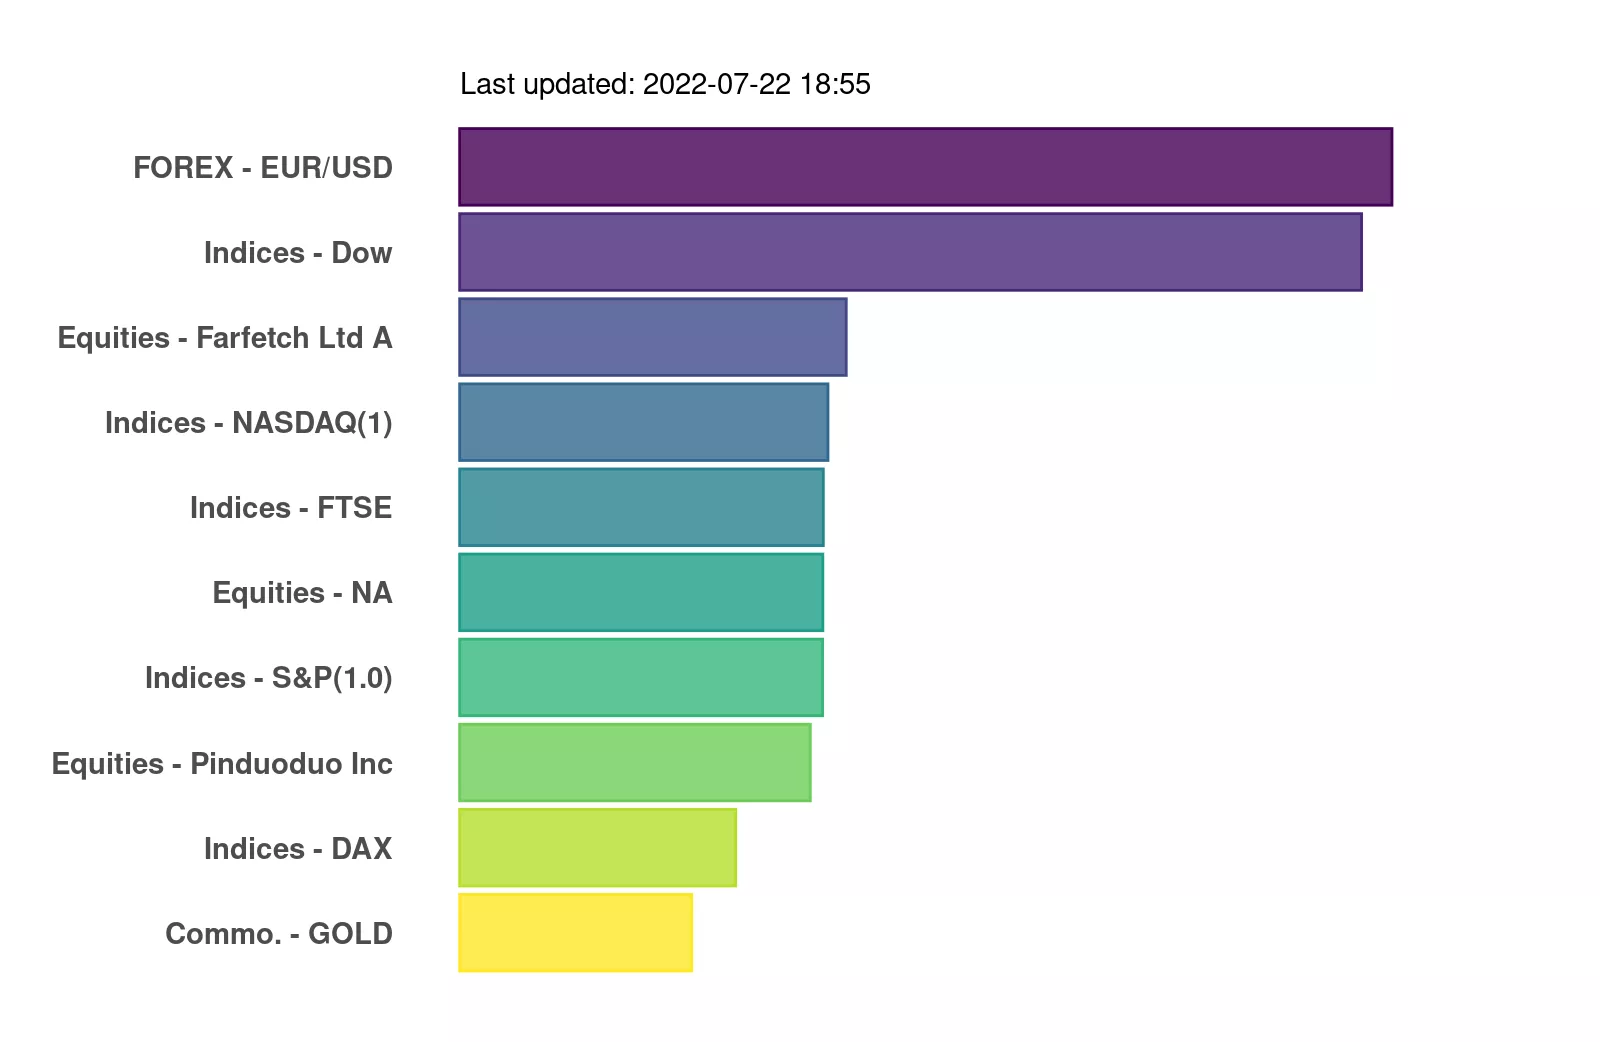 Last updated: 2022-07-22 18:55
FOREX - EUR/USD
Indices - Dow
Equities - Farfetch Ltd A
Indices - NASDAQ(1)
Indices - FTSE
Equities - NA
Indices - S&P(1.0)
Equities - Pinduoduo Inc
Indices - DAX
Commo. - GOLD